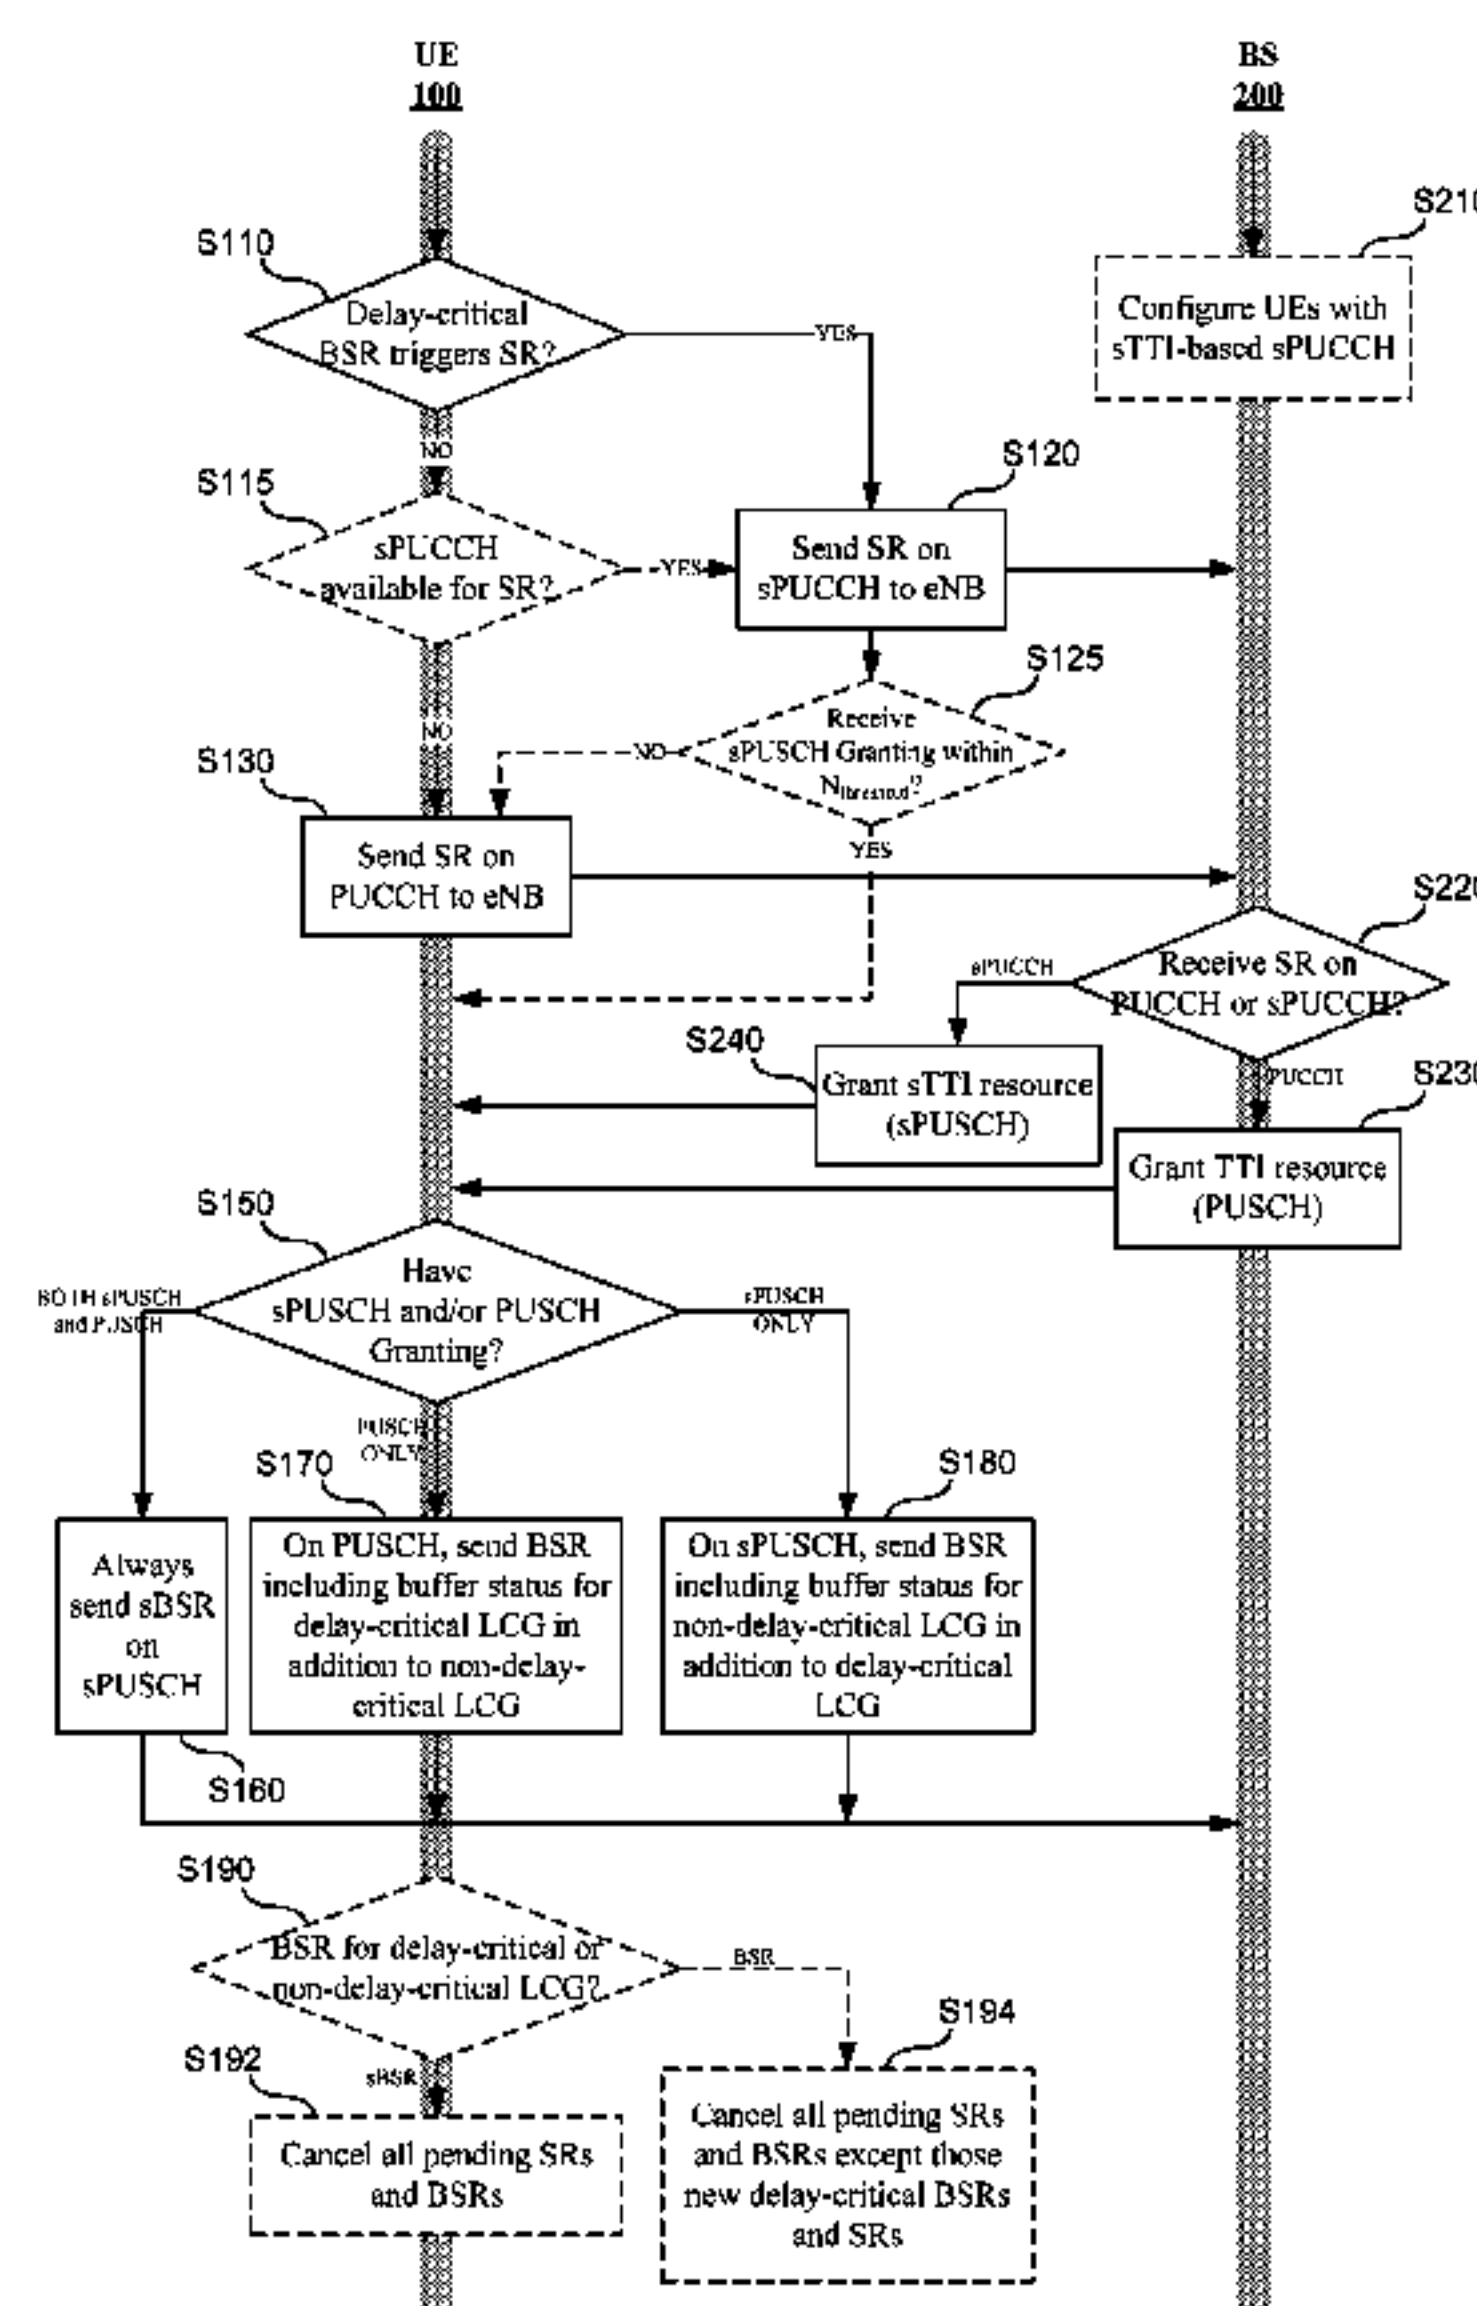 UE
100
BS
200
S210
S110
Configure UEs with
sTTI-based sPUCCH
Delay-critical
BSR triggers SR?
YES
NO
S120
S115
sPUCCH
available for SR?
YES
Send SR on
sPUCCH to eNB
S125
Receive
sPUSCH Granting within
Nthreshold?
NO
NO
YES
S130
Send SR on
PUCCH to eNB
S220
Receive SR on
PUCCH or sPUCCH?
sPUCCH
PUCCH
S240
Grant sTTI resource
(sPUSCH)
S230
Grant TTI resource
(PUSCH)
S150
Have
sPUSCH and/or PUSCH
Granting?
BOTH sPUSCH
and PUSCH
sPUSCH
ONLY
PUSCH
ONLY
S170
S180
Always
send sBSR
on
sPUSCH
On PUSCH, send BSR
including buffer status for
delay-critical LCG in
addition to non-delay-
critical LCG
On sPUSCH, send BSR
including buffer status for
non-delay-critical LCG in
addition to delay-critical
LCG
S160
S190
BSR for delay-critical or
non-delay-critical LCG?
BSR
sBSR
S192
S194
Cancel all pending SRs
and BSRs
Cancel all pending SRs
and BSRs except those
new delay-critical BSRs
and SRs